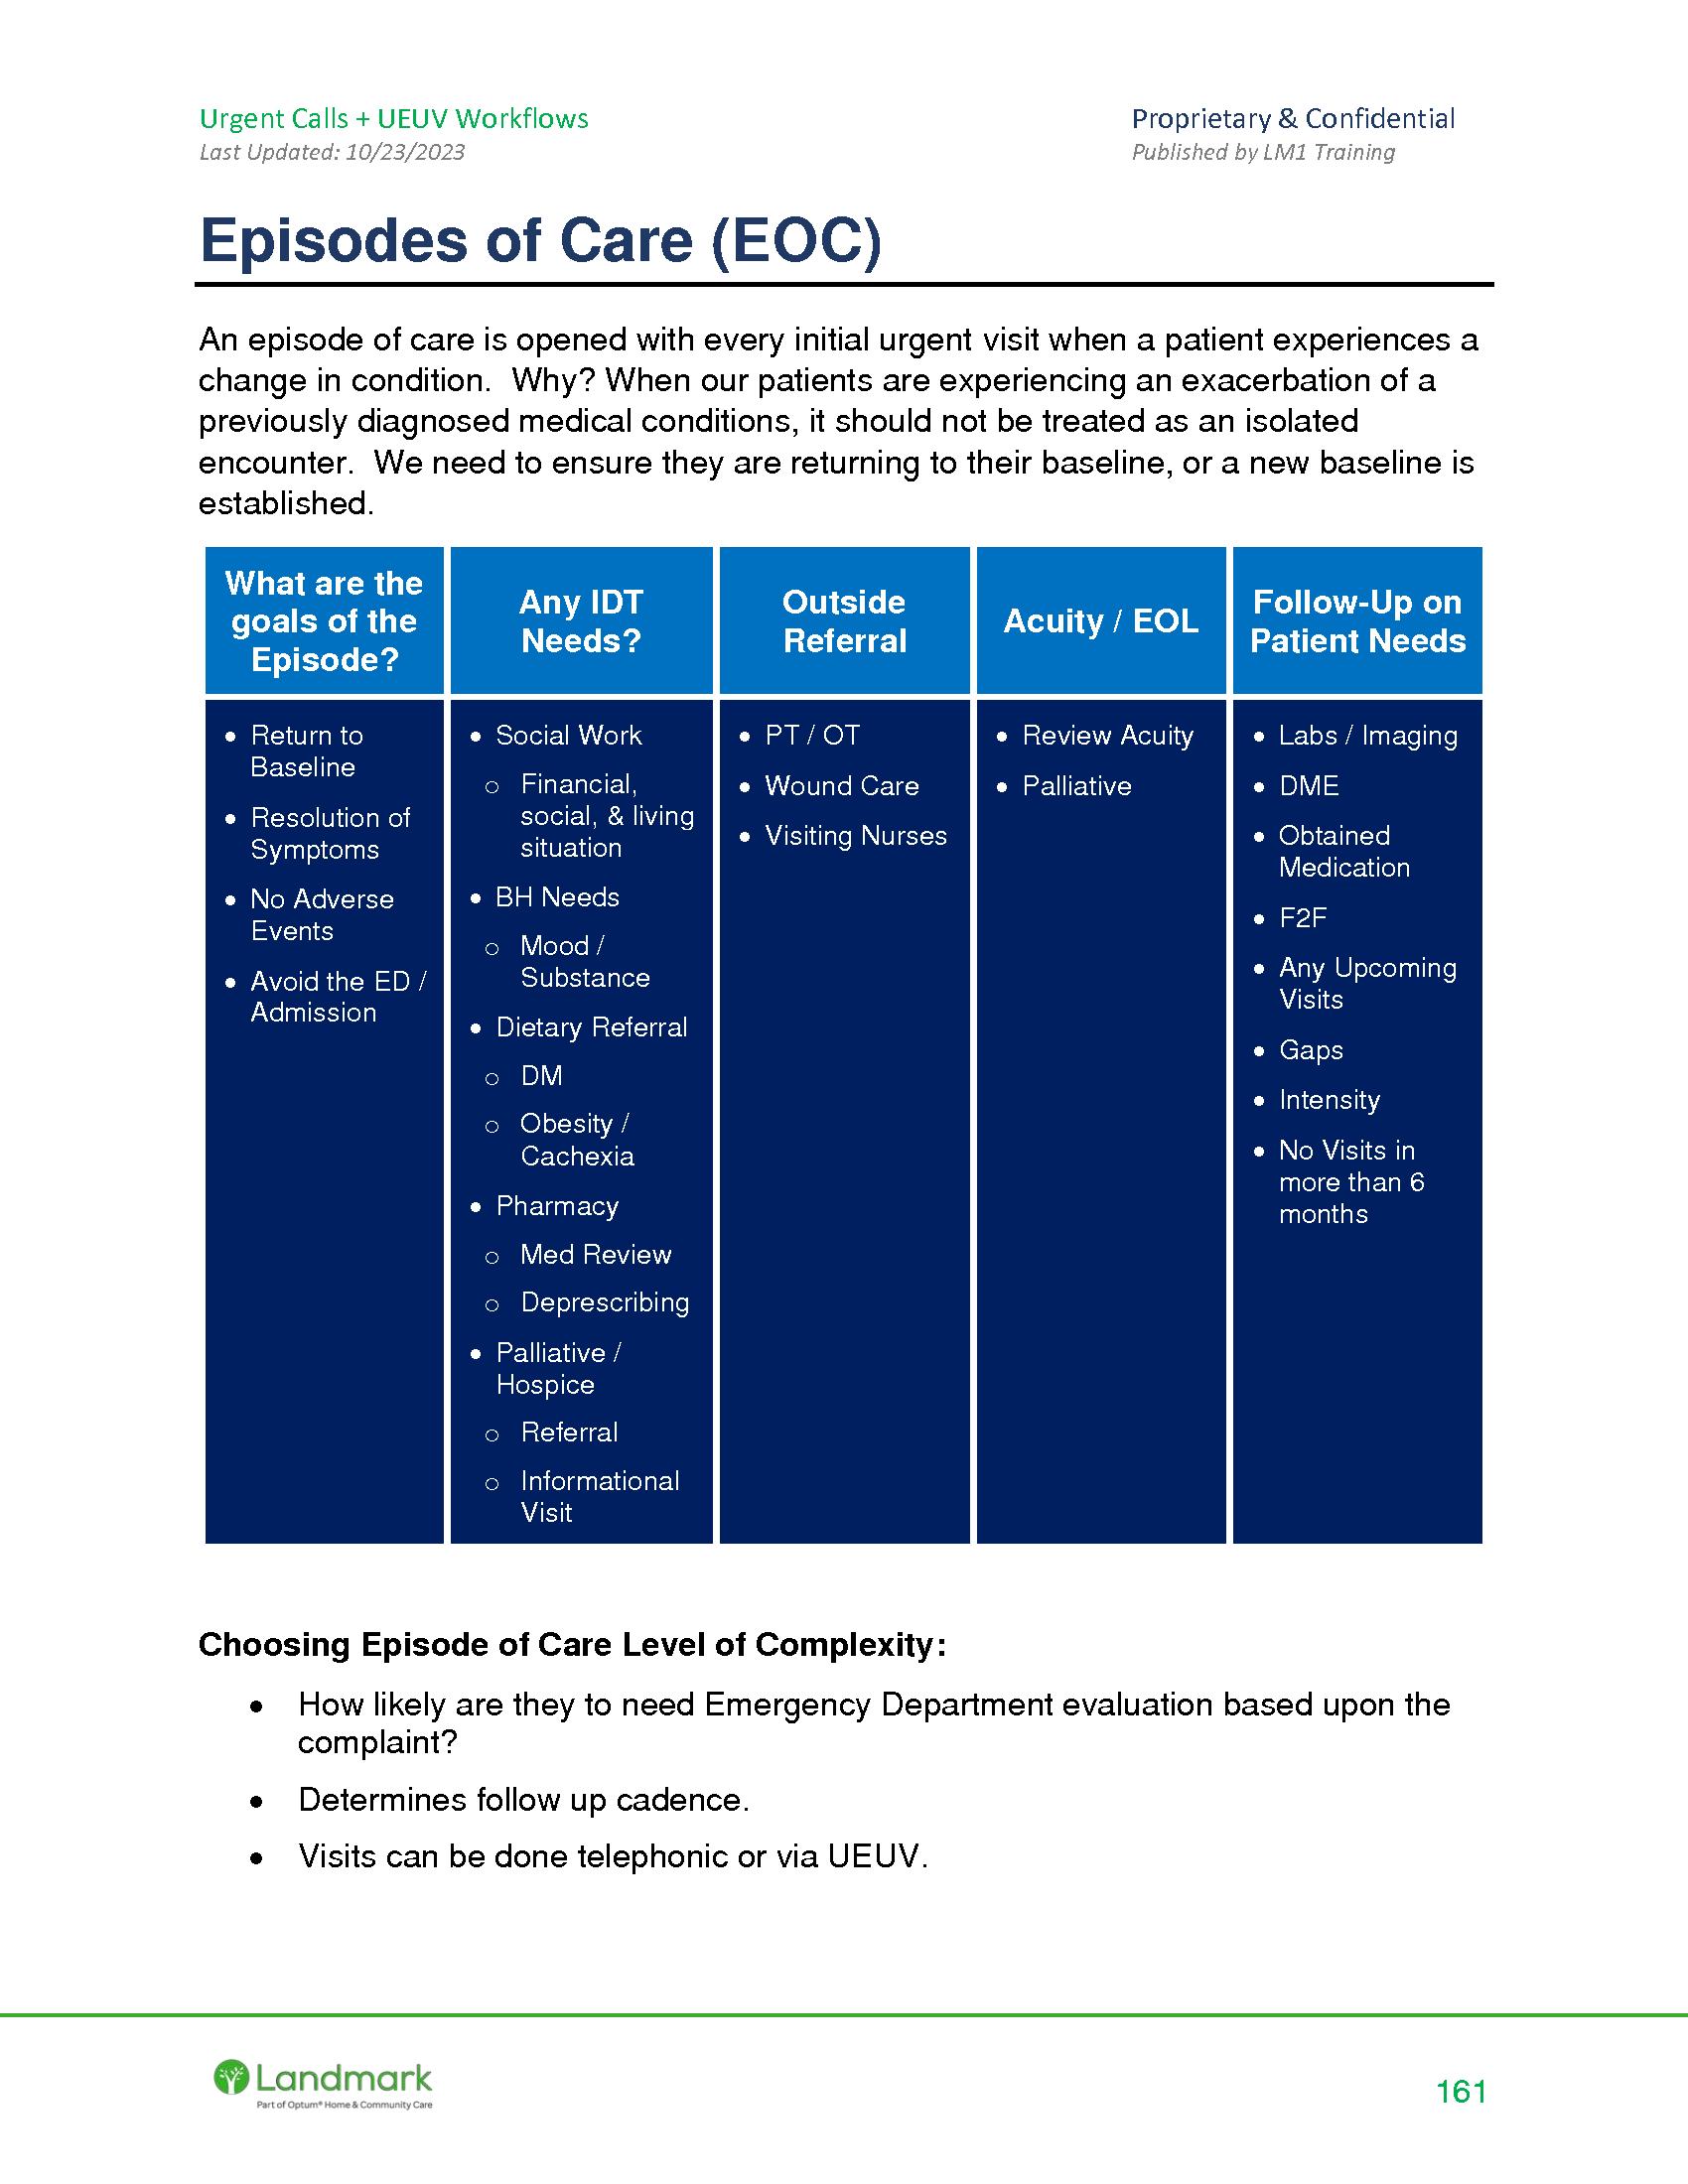 Urgent Calls + UEUV Workflows
Last Updated: 10/23/2023
Proprietary & Confidential
Published by LM1 Training
Episodes of Care (EOC)
An episode of care is opened with every initial urgent visit when a patient experiences a
change in condition.  Why? When our patients are experiencing an exacerbation of a
previously diagnosed medical conditions, it should not be treated as an isolated
encounter.  We need to ensure they are returning to their baseline, or a new baseline is
established.
What are the
goals of the
Episode?
Any IDT
Needs?
Outside
Referral
Acuity / EOL
Follow-Up on
Patient Needs
• Return to
Baseline
• Resolution of
Symptoms
• No Adverse
Events
• Avoid the ED /
Admission
• Social Work
o Financial,
social, & living
situation
• BH Needs
o Mood /
Substance
• Dietary Referral
o DM
o Obesity /
Cachexia
• Pharmacy
o Med Review
o Deprescribing
• Palliative /
Hospice
o Referral
o Informational
Visit
• PT / OT
• Wound Care
• Visiting Nurses
• Review Acuity
• Palliative
• Labs / Imaging
• DME
• Obtained
Medication
• F2F
• Any Upcoming
Visits
• Gaps
• Intensity
• No Visits in
more than 6
months
Choosing Episode of Care Level of Complexity:
• How likely are they to need Emergency Department evaluation based upon the
complaint?
• Determines follow up cadence.
• Visits can be done telephonic or via UEUV.
Landmark
Part of Optum® Home & Community Care
161